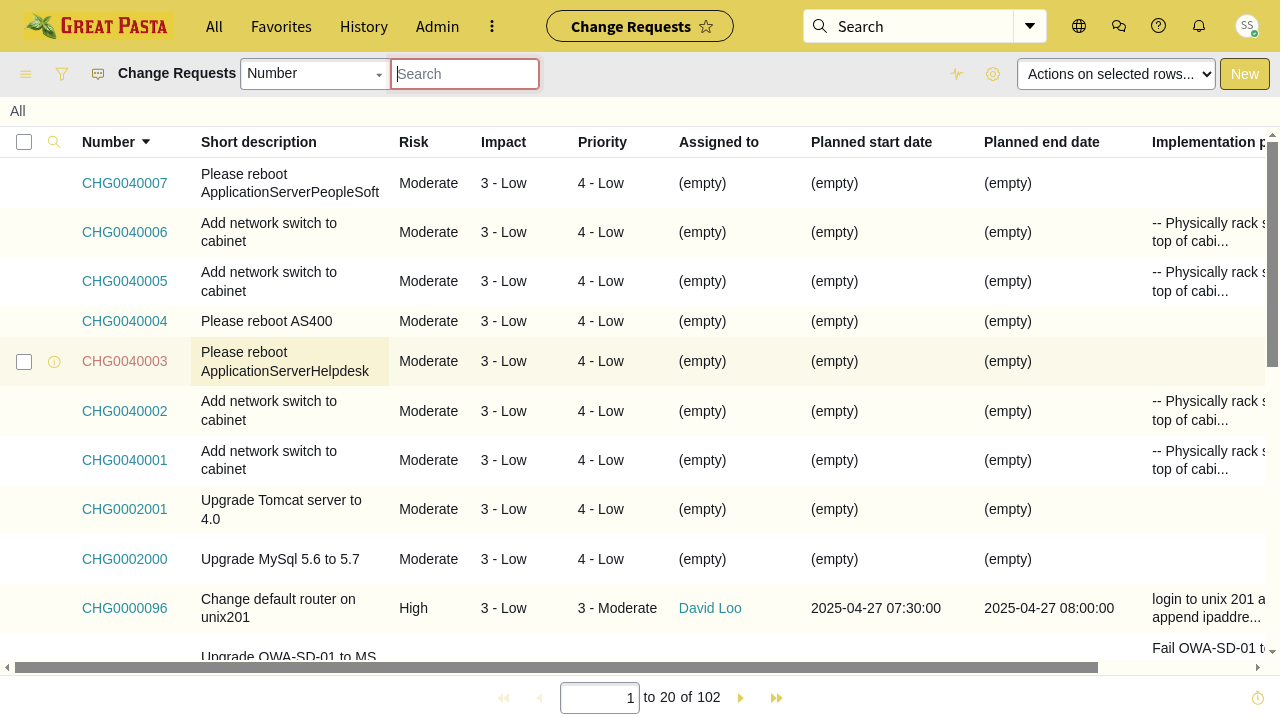 GREAT PASTA All Favorites History Admin Change Requests Search SS
Change Requests Number Search Actions on selected rows... New
All
Number Short description Risk Impact Priority Assigned to Planned start date Planned end date Implementation p
CHG0040007 Please reboot ApplicationServerPeopleSoft Moderate 3 - Low 4 - Low (empty) (empty) (empty)
CHG0040006 Add network switch to cabinet Moderate 3 - Low 4 - Low (empty) (empty) (empty) -- Physically rack s top of cabi...
CHG0040005 Add network switch to cabinet Moderate 3 - Low 4 - Low (empty) (empty) (empty) -- Physically rack s top of cabi...
CHG0040004 Please reboot AS400 Moderate 3 - Low 4 - Low (empty) (empty) (empty)
CHG0040003 Please reboot ApplicationServerHelpdesk Moderate 3 - Low 4 - Low (empty) (empty) (empty)
CHG0040002 Add network switch to cabinet Moderate 3 - Low 4 - Low (empty) (empty) (empty) -- Physically rack s top of cabi...
CHG0040001 Add network switch to cabinet Moderate 3 - Low 4 - Low (empty) (empty) (empty) -- Physically rack s top of cabi...
CHG0002001 Upgrade Tomcat server to 4.0 Moderate 3 - Low 4 - Low (empty) (empty) (empty)
CHG0002000 Upgrade MySql 5.6 to 5.7 Moderate 3 - Low 4 - Low (empty) (empty) (empty)
CHG0000096 Change default router on unix201 High 3 - Low 3 - Moderate David Loo 2025-04-27 07:30:00 2025-04-27 08:00:00 login to unix 201 a append ipaddre...
Upgrade OWA-SD-01 to MS Fail OWA-SD-01 to
1 to 20 of 102